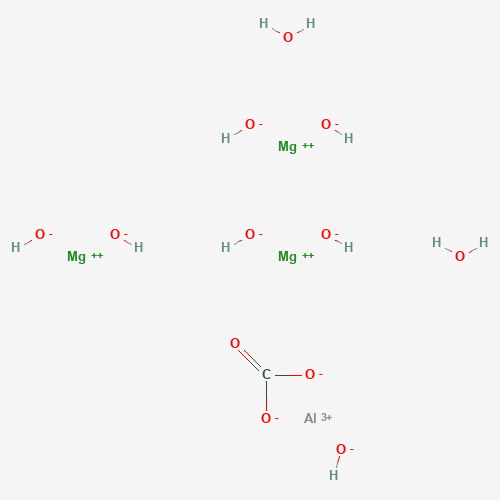 H H
O
O - O -
H H
Mg ++
O - O - O - O -
H H H H
Mg ++ Mg ++
H H
O
O
C O -
O - Al 3+
O -
H